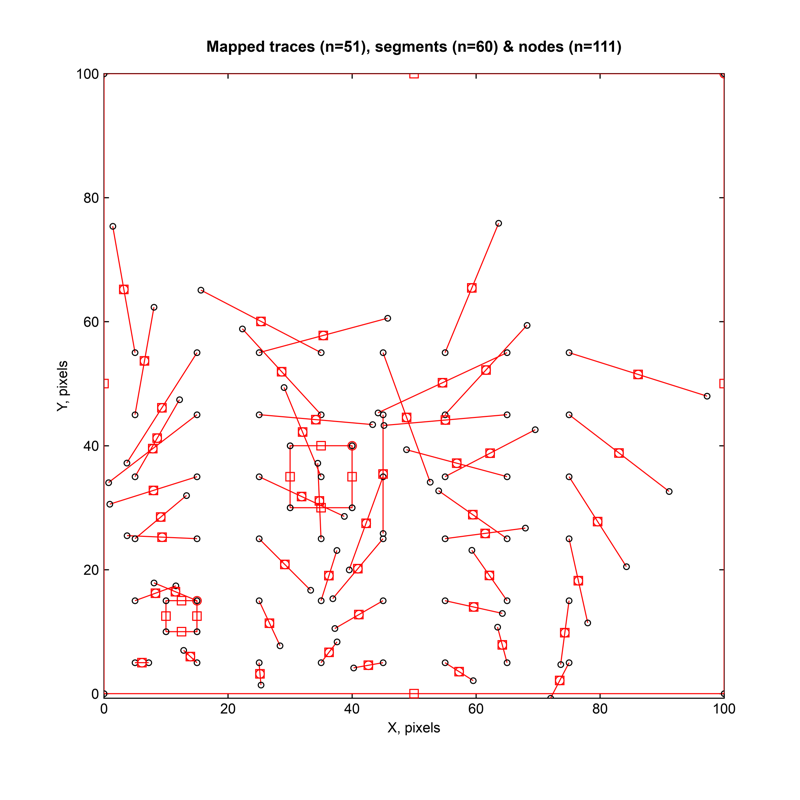 Mapped traces (n=51), segments (n=60) & nodes (n=111)
100
80
60
40
20
0
Y, pixels
0 20 40 60 80 100
X, pixels